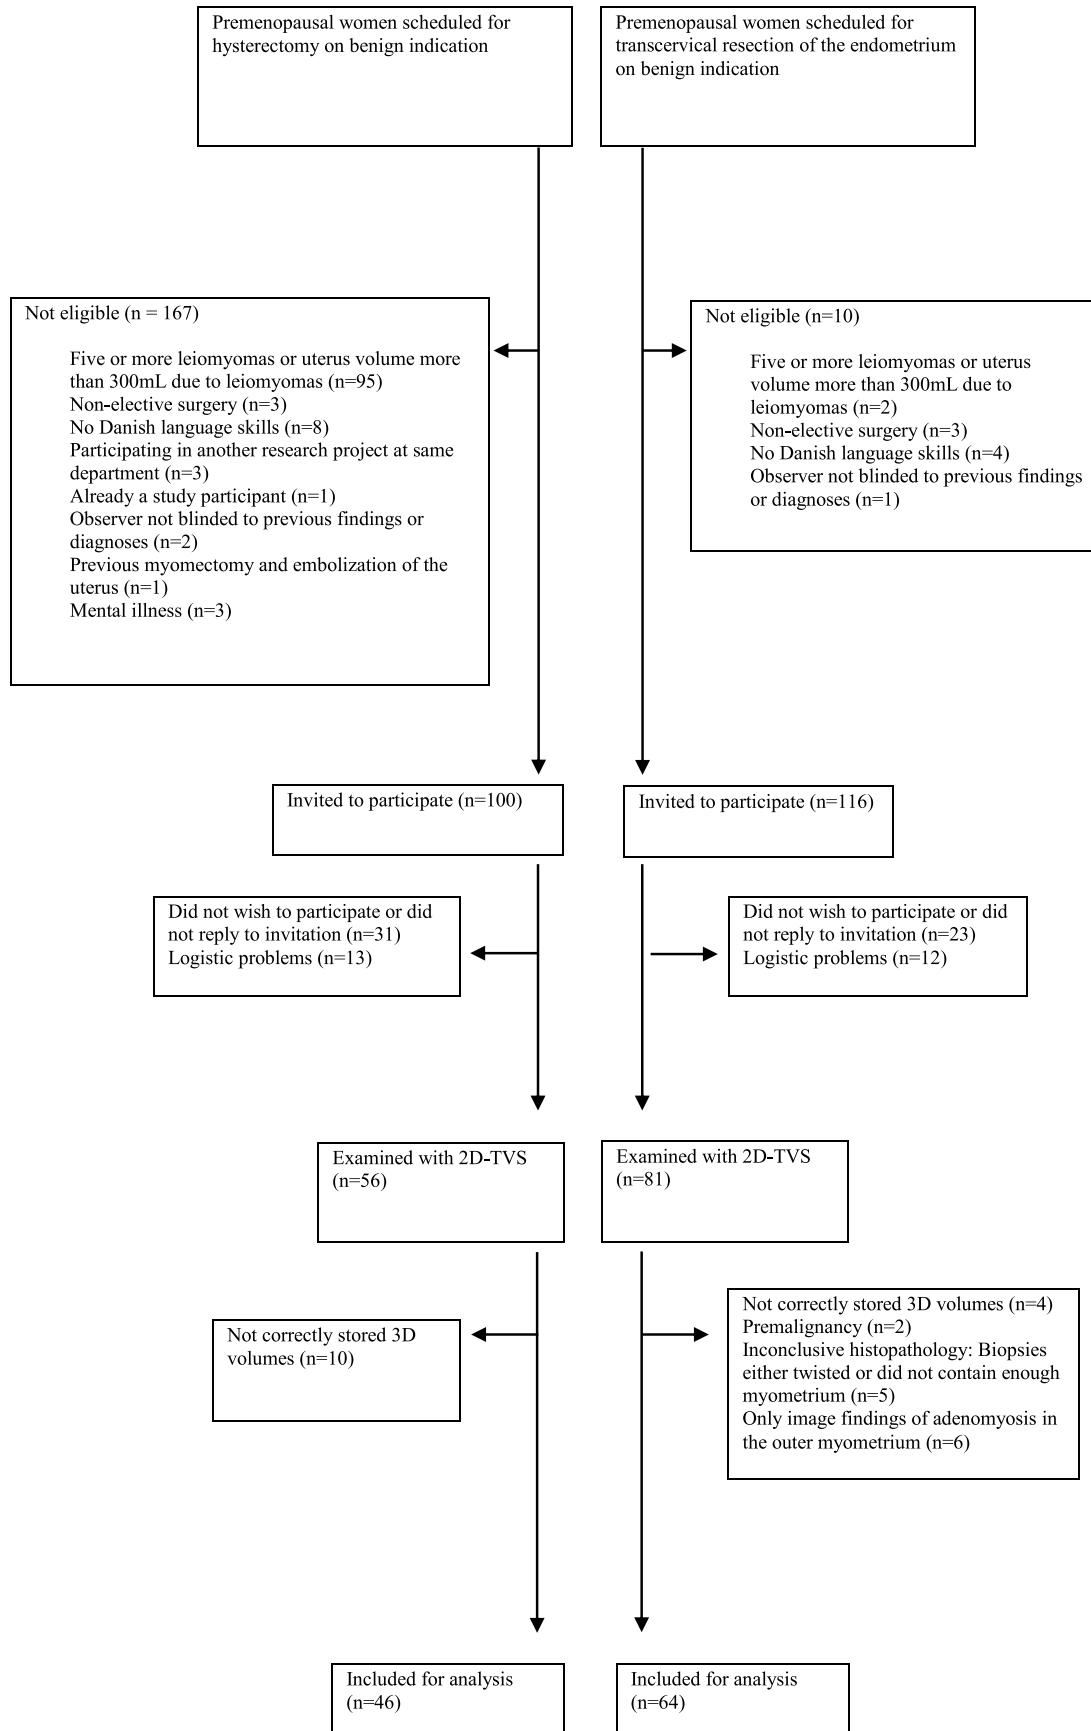 Premenopausal women scheduled for
hysterectomy on benign indication
Premenopausal women scheduled for
transcervical resection of the endometrium
on benign indication
Not eligible (n = 167)
Five or more leiomyomas or uterus volume more
than 300mL due to leiomyomas (n=95)
Non-elective surgery (n=3)
No Danish language skills (n=8)
Participating in another research project at same
department (n=3)
Already a study participant (n=1)
Observer not blinded to previous findings or
diagnoses (n=2)
Previous myomectomy and embolization of the
uterus (n=1)
Mental illness (n=3)
Not eligible (n=10)
Five or more leiomyomas or uterus
volume more than 300mL due to
leiomyomas (n=2)
Non-elective surgery (n=3)
No Danish language skills (n=4)
Observer not blinded to previous findings
or diagnoses (n=1)
Invited to participate (n=100)
Invited to participate (n=116)
Did not wish to participate or did
not reply to invitation (n=31)
Logistic problems (n=13)
Did not wish to participate or did
not reply to invitation (n=23)
Logistic problems (n=12)
Examined with 2D-TVS
(n=56)
Examined with 2D-TVS
(n=81)
Not correctly stored 3D
volumes (n=10)
Not correctly stored 3D volumes (n=4)
Premalignancy (n=2)
Inconclusive histopathology: Biopsies
either twisted or did not contain enough
myometrium (n=5)
Only image findings of adenomyosis in
the outer myometrium (n=6)
Included for analysis
(n=46)
Included for analysis
(n=64)